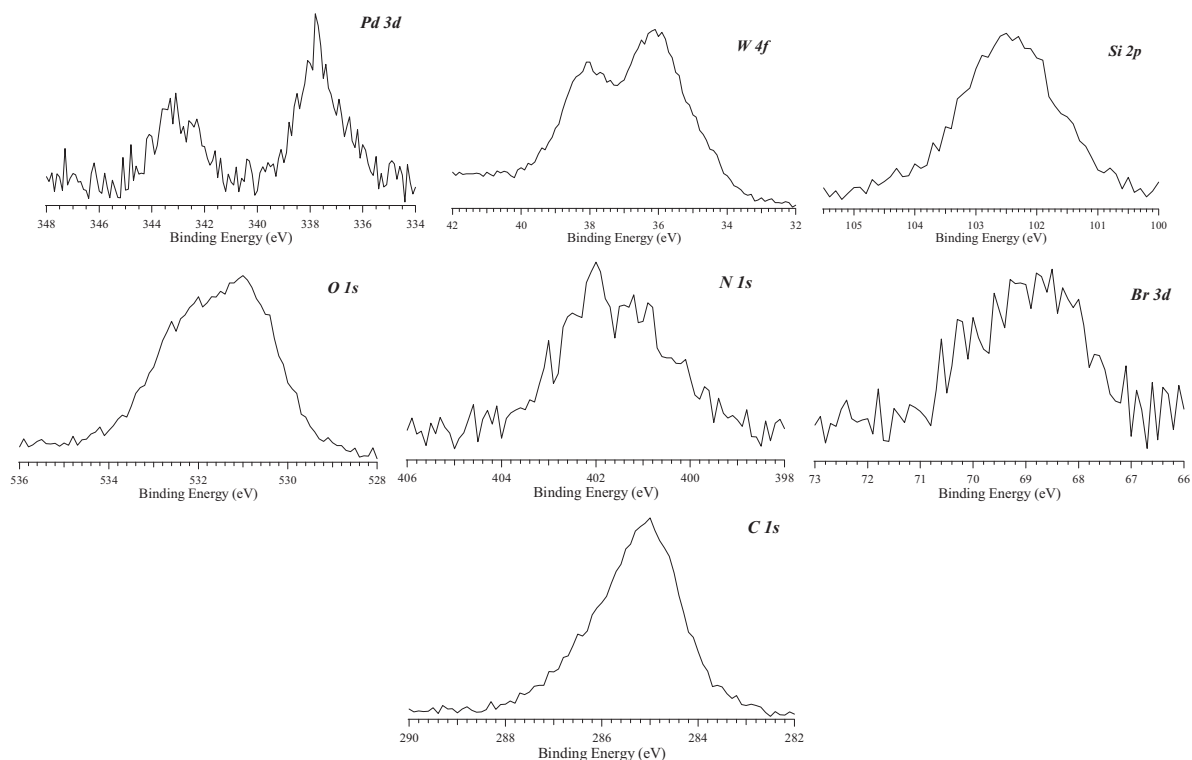 Pd 3d
348 346 344 342 340 338 336 334
Binding Energy (eV)
W 4f
42 40 38 36 34 32
Binding Energy (eV)
Si 2p
105 104 103 102 101 100
Binding Energy (eV)
O 1s
536 534 532 530 528
Binding Energy (eV)
N 1s
406 404 402 400 398
Binding Energy (eV)
Br 3d
73 72 71 70 69 68 67 66
Binding Energy (eV)
C 1s
290 288 286 284 282
Binding Energy (eV)